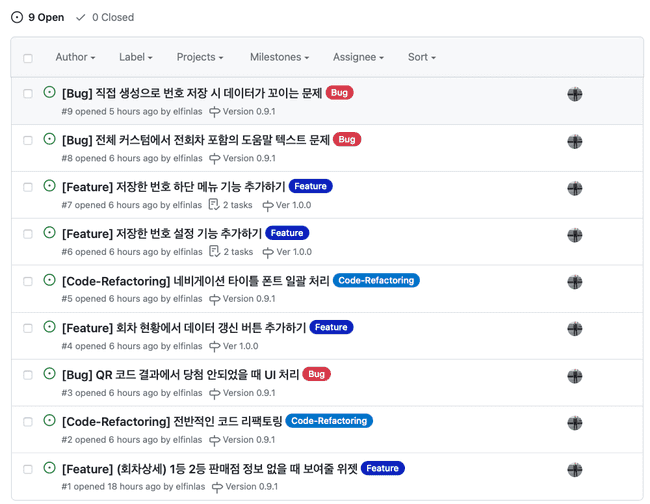 9 Open 0 Closed
Author Label Projects Milestones Assignee Sort
[Bug] 직접 생성으로 번호 저장 시 데이터가 꼬이는 문제 Bug
#9 opened 5 hours ago by elfinlas Version 0.9.1
[Bug] 전체 커스텀에서 전회차 포함의 도움말 텍스트 문제 Bug
#8 opened 6 hours ago by elfinlas Version 0.9.1
[Feature] 저장한 번호 하단 메뉴 기능 추가하기 Feature
#7 opened 6 hours ago by elfinlas 2 tasks Ver 1.0.0
[Feature] 저장한 번호 설정 기능 추가하기 Feature
#6 opened 6 hours ago by elfinlas 2 tasks Ver 1.0.0
[Code-Refactoring] 네비게이션 타이틀 폰트 일괄 처리 Code-Refactoring
#5 opened 6 hours ago by elfinlas Version 0.9.1
[Feature] 회차 현황에서 데이터 갱신 버튼 추가하기 Feature
#4 opened 6 hours ago by elfinlas Ver 1.0.0
[Bug] QR 코드 결과에서 당첨 안되었을 때 UI 처리 Bug
#3 opened 6 hours ago by elfinlas Version 0.9.1
[Code-Refactoring] 전반적인 코드 리팩토링 Code-Refactoring
#2 opened 6 hours ago by elfinlas Version 0.9.1
[Feature] (회차상세) 1등 2등 판매점 정보 없을 때 보여줄 위젯 Feature
#1 opened 18 hours ago by elfinlas Version 0.9.1